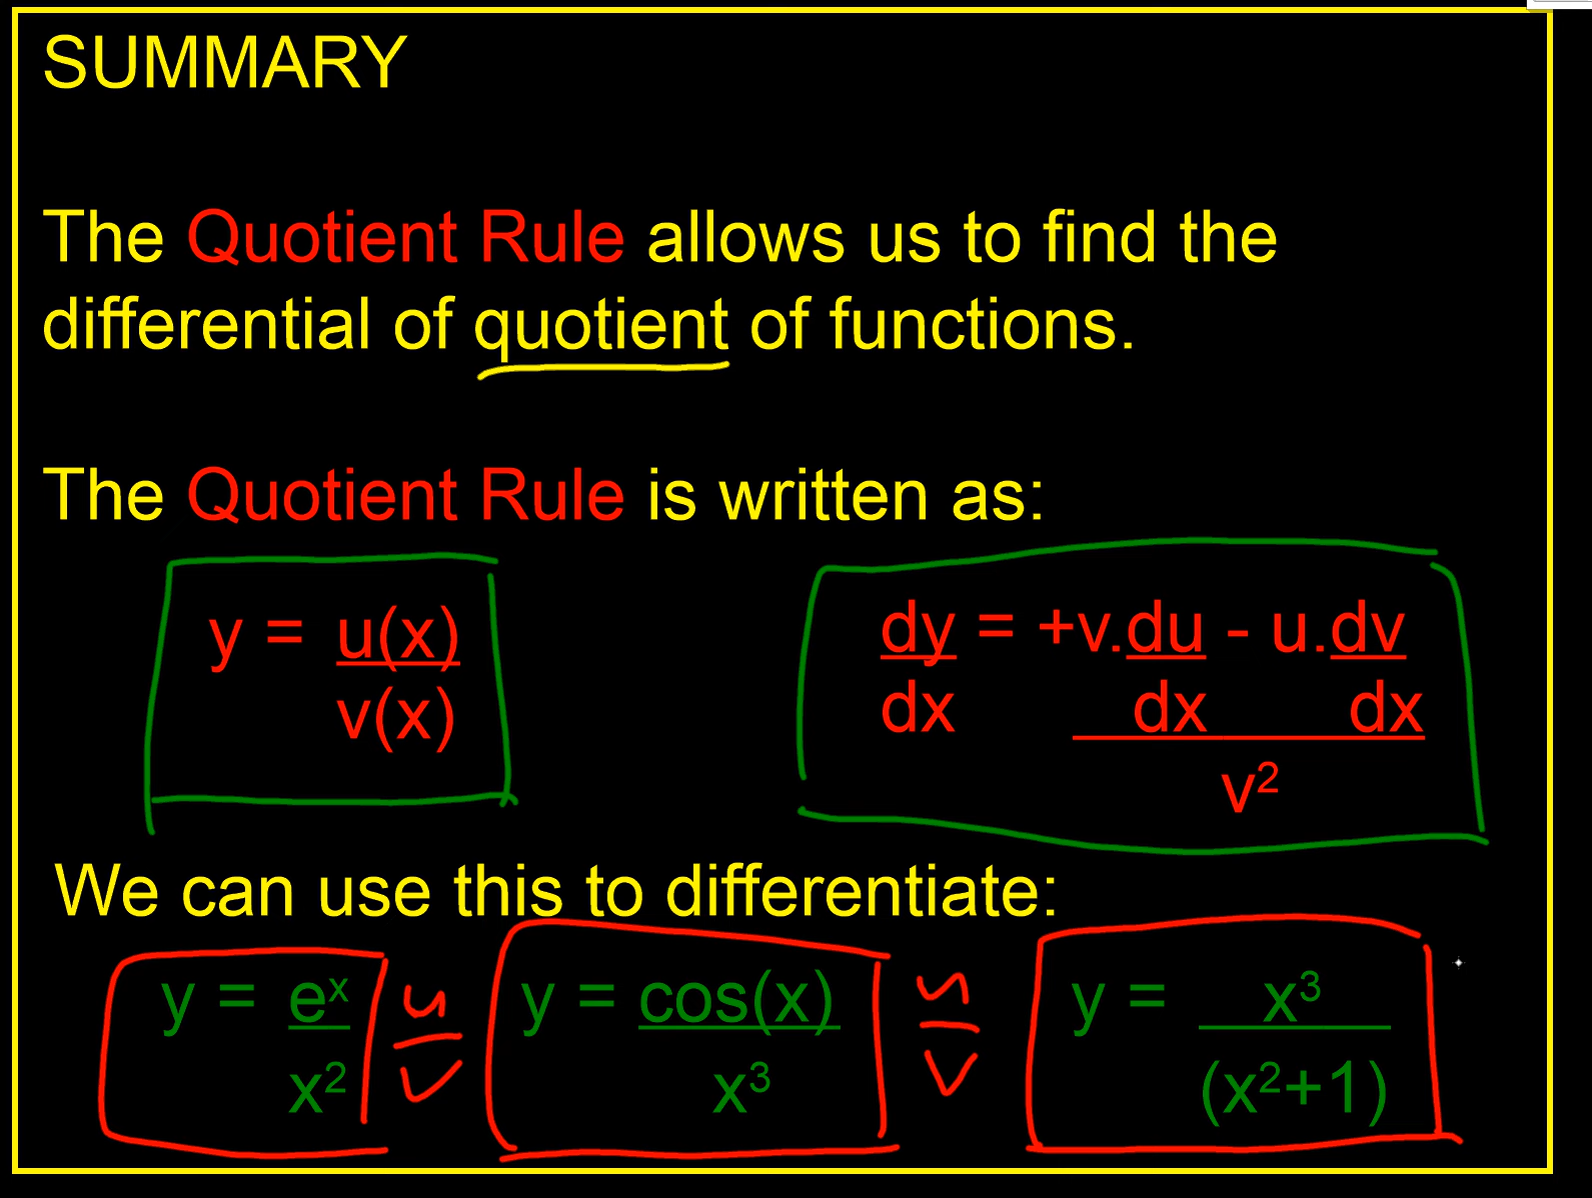 SUMMARY
The Quotient Rule allows us to find the
differential of quotient of functions.
The Quotient Rule is written as:
y = u(x)
v(x)
dy = +v.du - u.dv
dx dx dx
v²
We can use this to differentiate:
y = eˣ
x²
u
v
y = cos(x)
x³
u
v
y = x³
(x²+1)